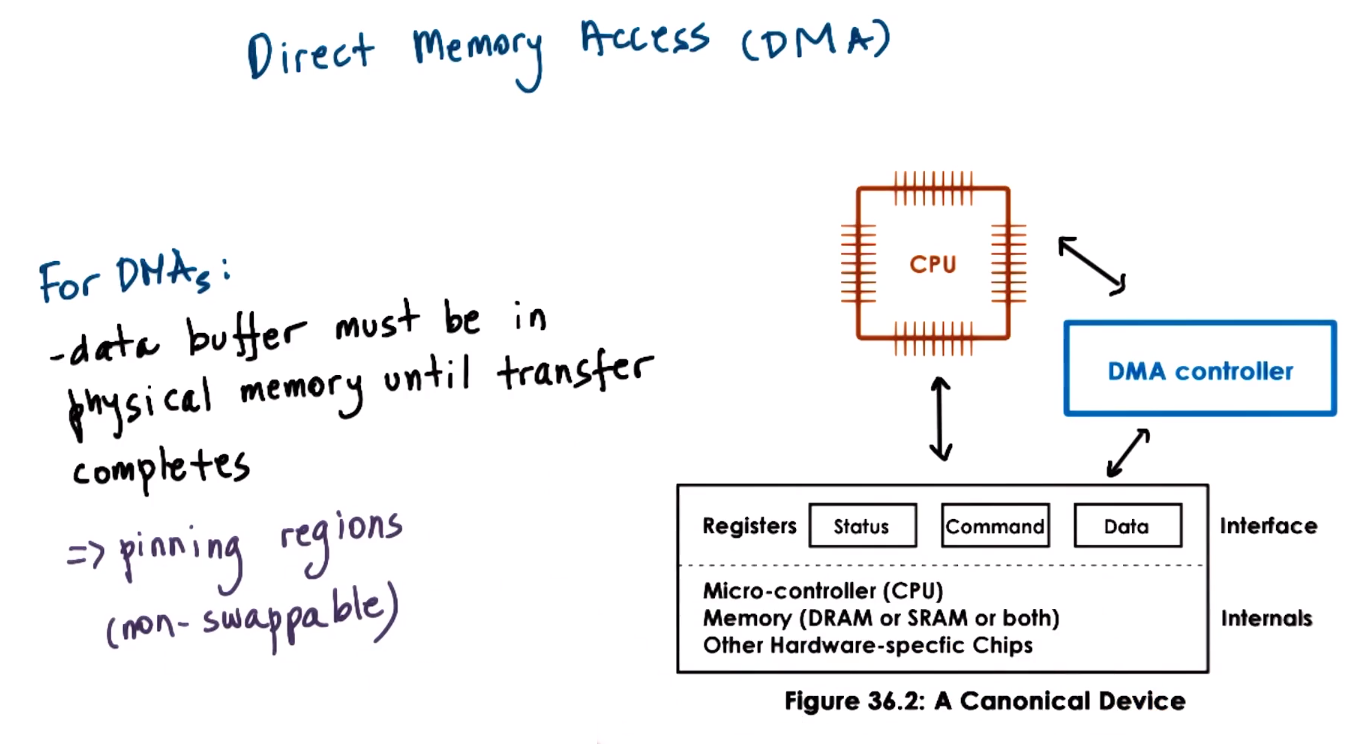 Direct Memory Access (DMA)
For DMAs:
-data buffer must be in
physical memory until transfer
completes
=> pinning regions
(non-swappable)
CPU
DMA controller
Registers Status Command Data Interface
Micro-controller (CPU)
Memory (DRAM or SRAM or both)
Other Hardware-specfic Chips
Internals
Figure 36.2: A Canonical Device